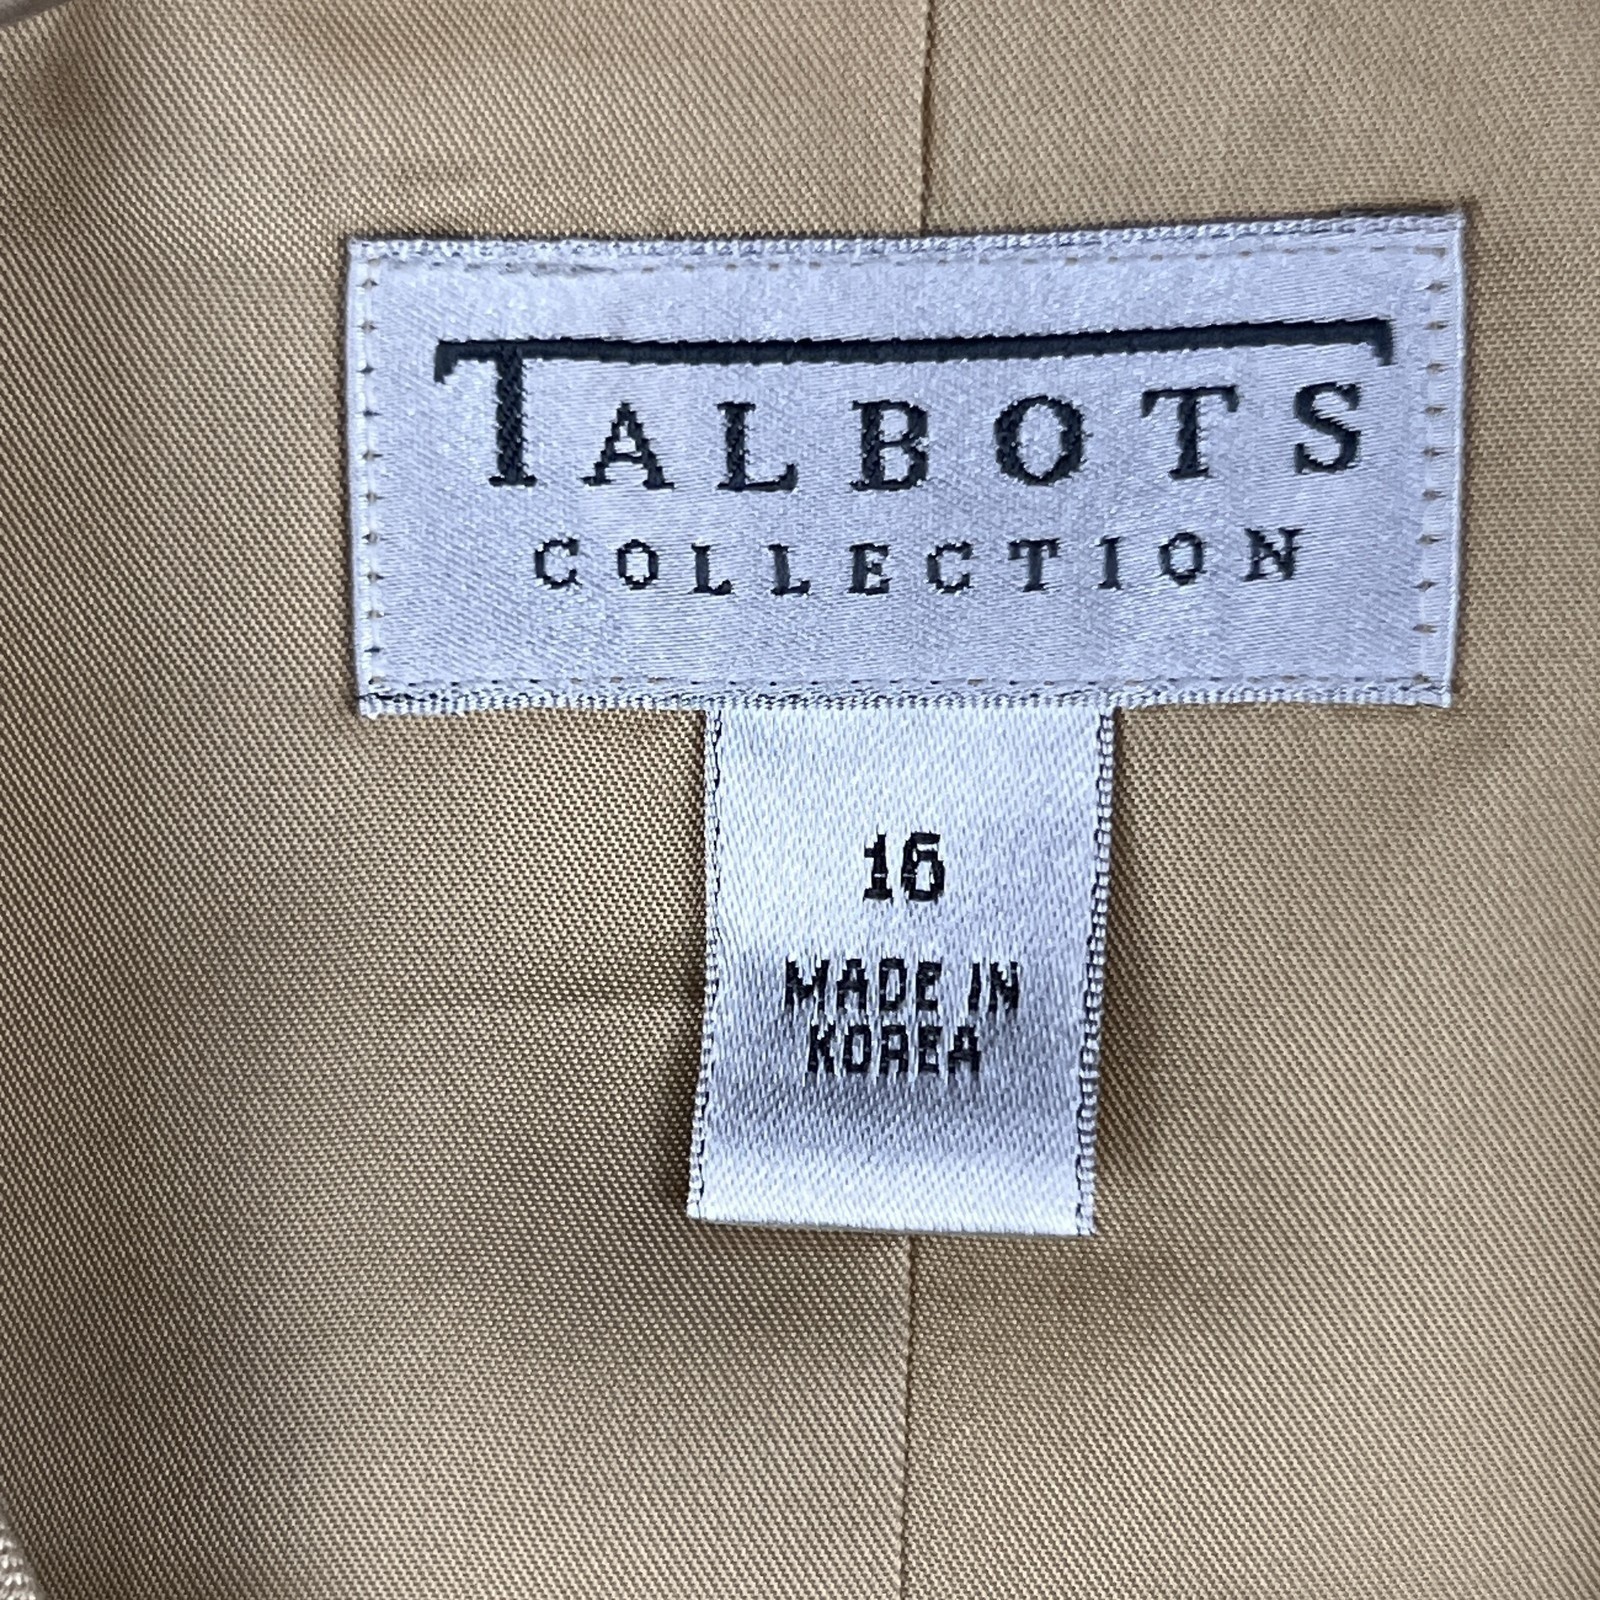 TALBOTS
COLLECTION
16
MADE IN
KOREA